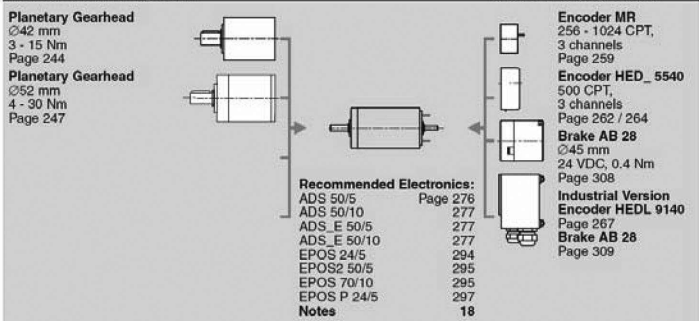 Planetary Gearhead
∅42 mm
3 - 15 Nm
Page 244
Planetary Gearhead
∅52 mm
4 - 30 Nm
Page 247
Recommended Electronics:
ADS 50/5 Page 276
ADS 50/10 277
ADS_E 50/5 277
ADS_E 50/10 277
EPOS 24/5 294
EPOS2 50/5 295
EPOS 70/10 295
EPOS P 24/5 297
Notes 18
Encoder MR
256 - 1024 CPT,
3 channels
Page 259
Encoder HED_ 5540
500 CPT,
3 channels
Page 262 / 264
Brake AB 28
∅45 mm
24 VDC, 0.4 Nm
Page 308
Industrial Version
Encoder HEDL 9140
Page 267
Brake AB 28
Page 309